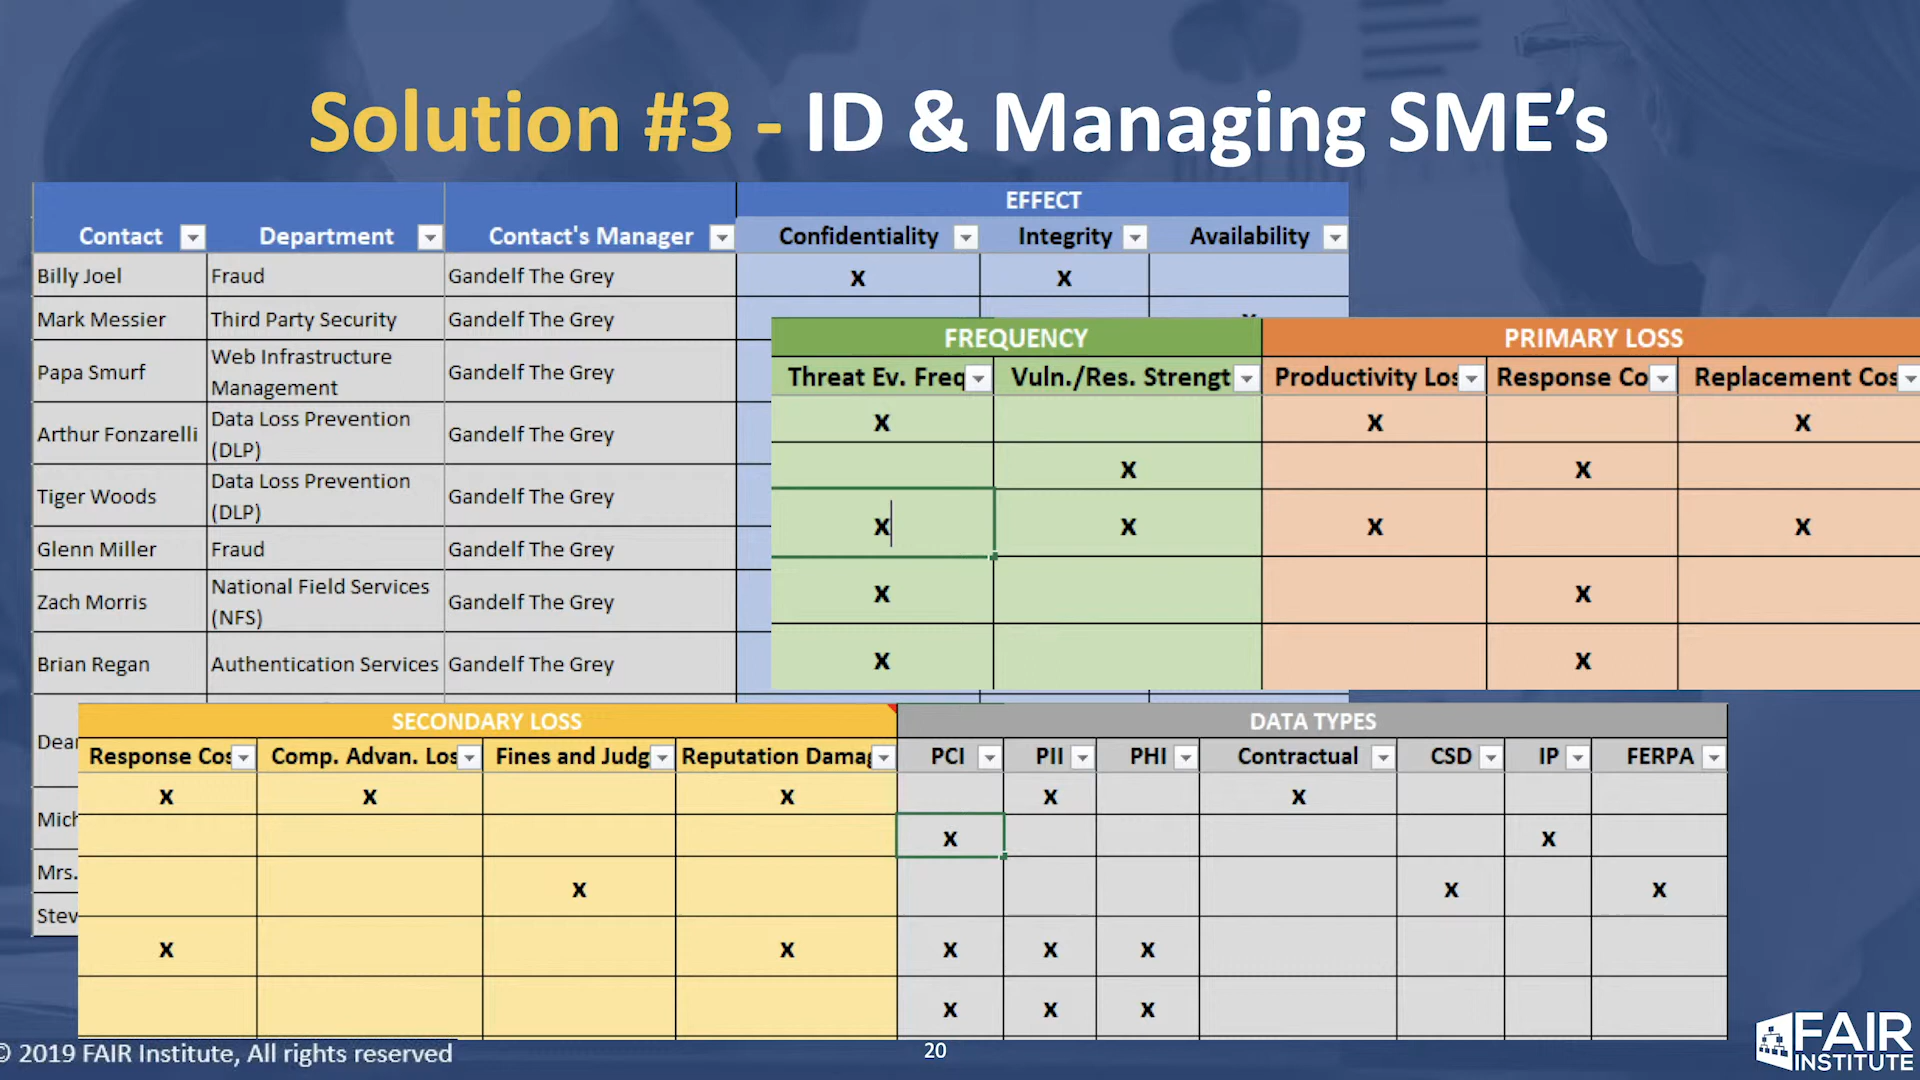 Solution #3 - ID & Managing SME's
EFFECT
Contact Department Contact's Manager Confidentiality Integrity Availability
Billy Joel Fraud Gandelf The Grey x x
Mark Messier Third Party Security Gandelf The Grey
Papa Smurf Web Infrastructure Management Gandelf The Grey
Arthur Fonzarelli Data Loss Prevention (DLP) Gandelf The Grey
Tiger Woods Data Loss Prevention (DLP) Gandelf The Grey
Glenn Miller Fraud Gandelf The Grey
Zach Morris National Field Services (NFS) Gandelf The Grey
Brian Regan Authentication Services Gandelf The Grey
Dear
Mich
Mrs.
Stev
FREQUENCY PRIMARY LOSS
Threat Ev. Freq Vuln./Res. Strengt Productivity Los Response Co Replacement Cos
x x x
x x
x x x x
x x
x x
SECONDARY LOSS DATA TYPES
Response Cos Comp. Advan. Los Fines and Judg Reputation Damag PCI PII PHI Contractual CSD IP FERPA
x x x x x
x x
x x x
x x x x x
x x x
© 2019 FAIR Institute, All rights reserved
20
FAIR
INSTITUTE